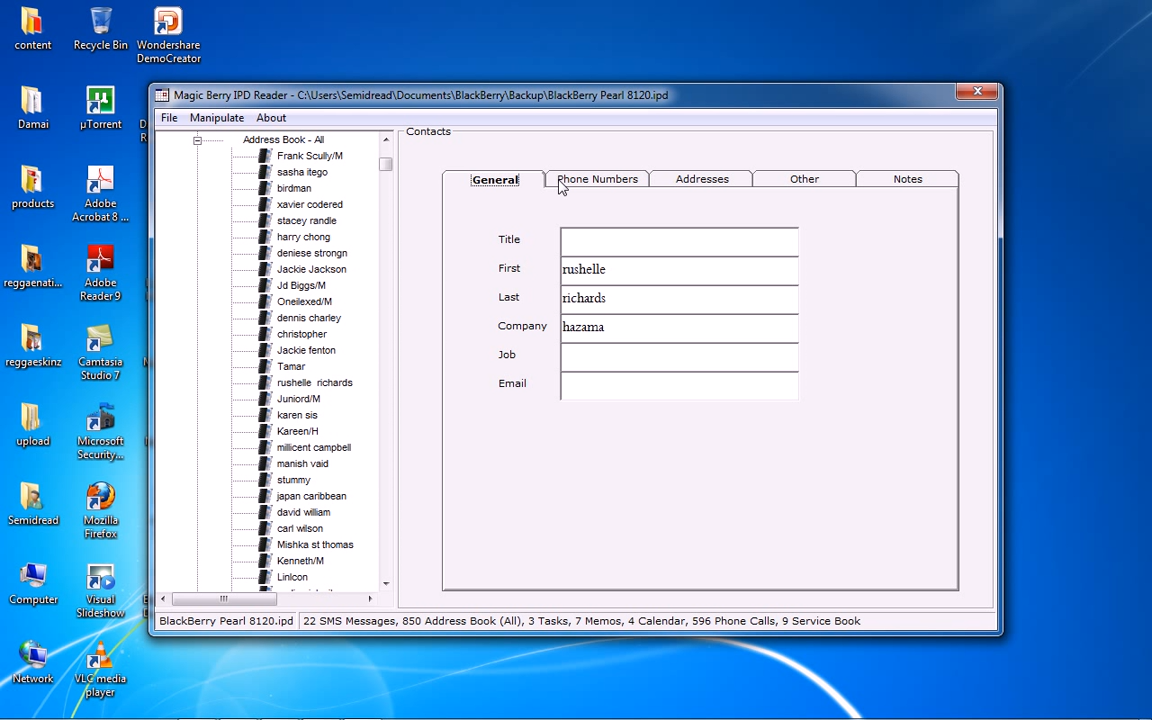 content
Recycle Bin
Wondershare
DemoCreator
Damai
µTorrent
products
Adobe
Acrobat 8 ...
reggaenati...
Adobe
Reader 9
reggaeskinz
Camtasia
Studio 7
upload
Microsoft
Security...
Semidread
Mozilla
Firefox
Computer
Visual
Slideshow
Network
VLC media
player
Magic Berry IPD Reader - C:\Users\Semidread\Documents\BlackBerry\Backup\BlackBerry Pearl 8120.ipd
File Manipulate About
Address Book - All
Frank Scully/M
sasha itego
birdman
xavier codered
stacey randle
harry chong
deniese strongn
Jackie Jackson
Jd Biggs/M
Oneilexed/M
dennis charley
christopher
Jackie fenton
Tamar
rushelle richards
Juniord/M
karen sis
Kareen/H
millicent campbell
manish vaid
stummy
japan caribbean
david william
carl wilson
Mishka st thomas
Kenneth/M
Linlcon
Contacts
General Phone Numbers Addresses Other Notes
Title
First rushelle
Last richards
Company hazama
Job
Email
BlackBerry Pearl 8120.ipd 22 SMS Messages, 850 Address Book (All), 3 Tasks, 7 Memos, 4 Calendar, 596 Phone Calls, 9 Service Book